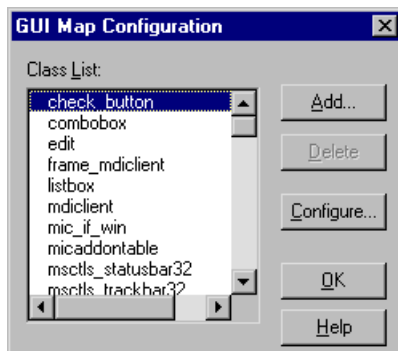 GUI Map Configuration
Class List:
check_button
combobox
edit
frame_mdiclient
listbox
mdiclient
mic_if_win
micaddontable
msctls_statusbar32
msctls_trackbar32
Add...
Delete
Configure...
OK
Help